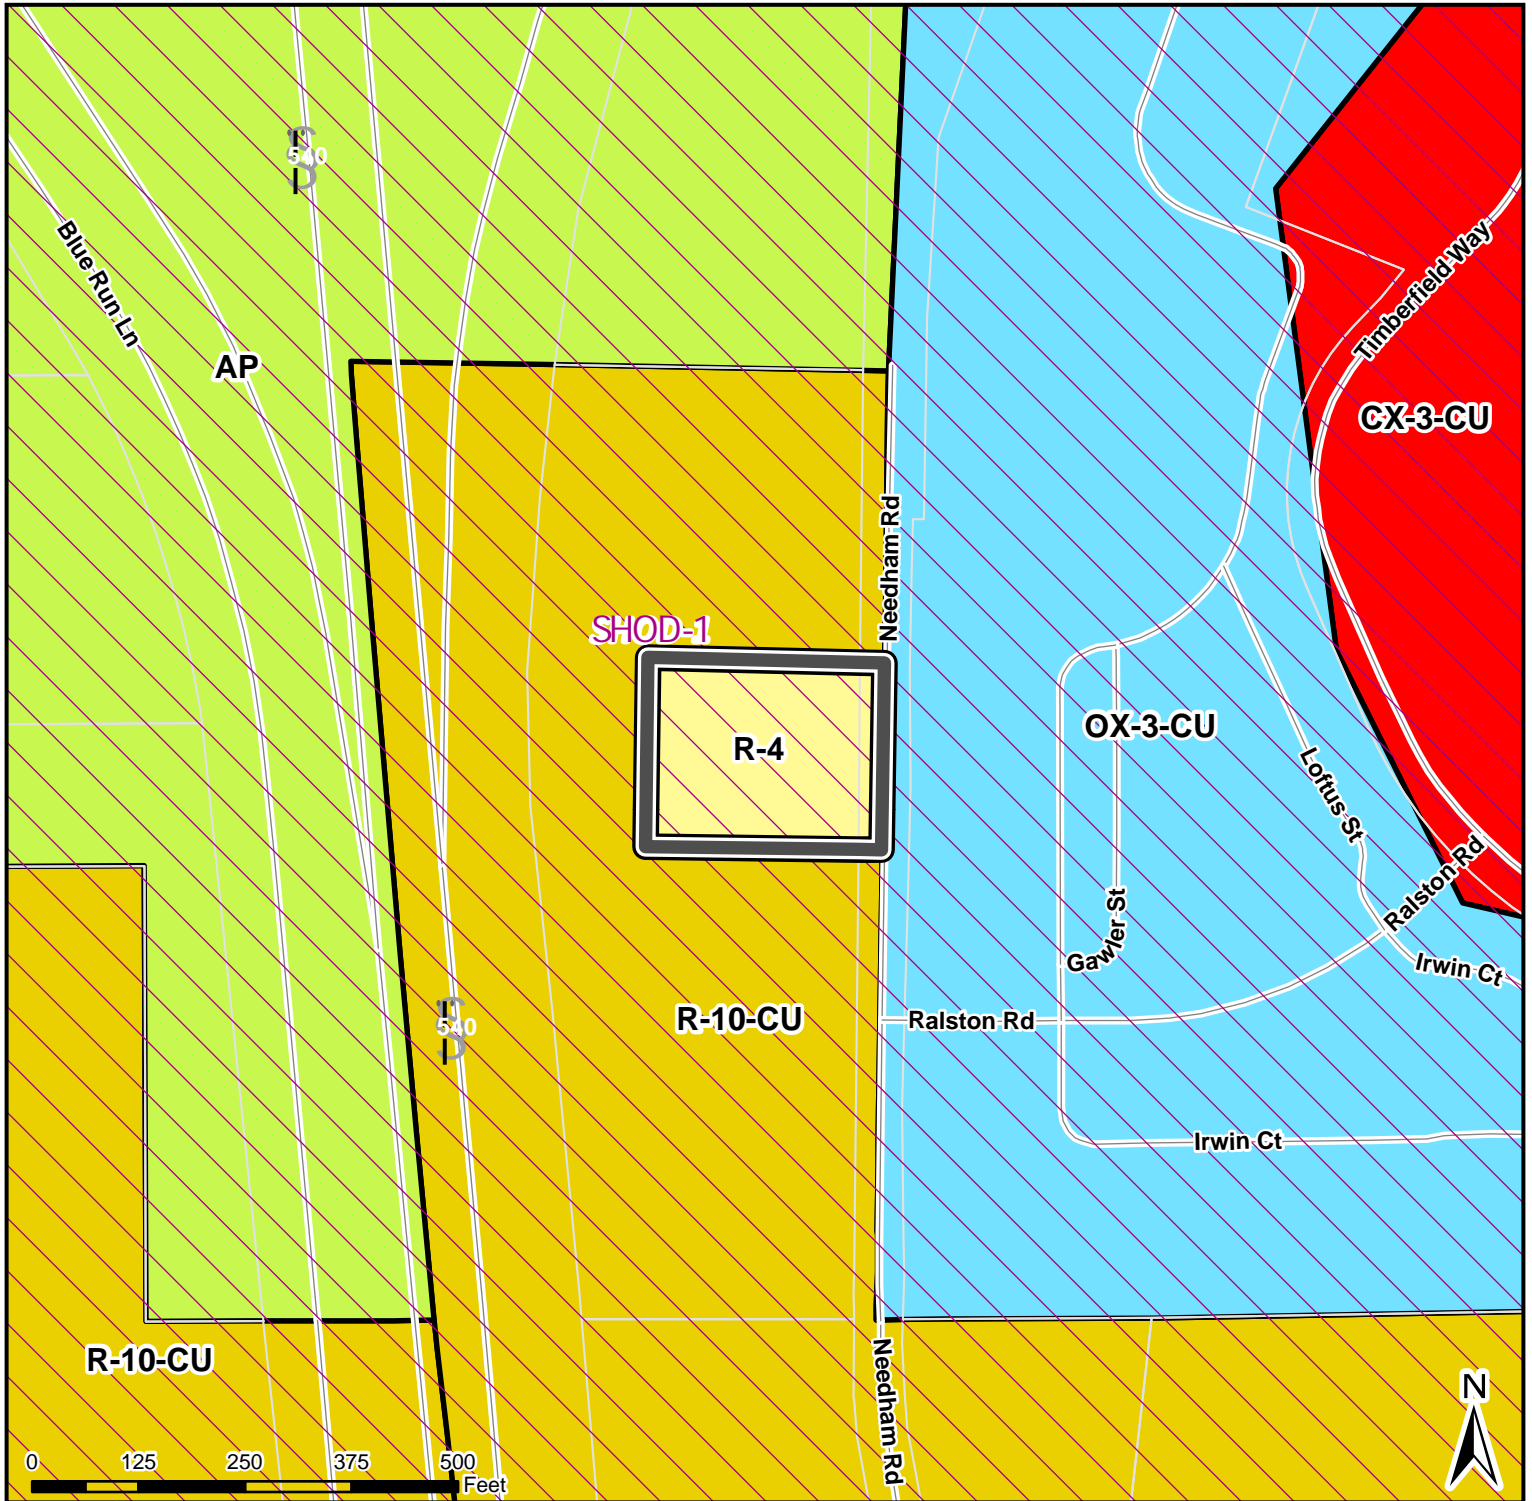 540
Blue Run Ln
AP
Timberfield Way
CX-3-CU
Needham Rd
SHOD-1
R-4
OX-3-CU
Loftus St
Ralston Rd
Gawler St
Irwin Ct
540
R-10-CU
Ralston Rd
Irwin Ct
R-10-CU
Needham Rd
N
0 125 250 375 500
Feet